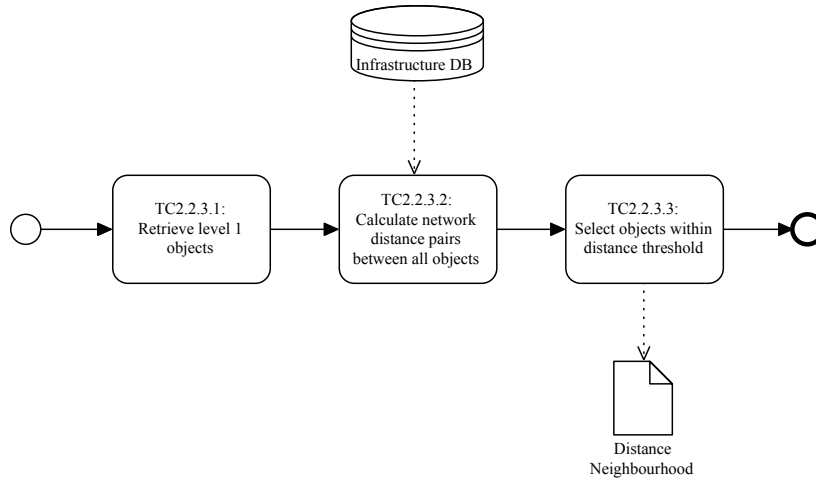 Infrastructure DB
TC2.2.3.1:
Retrieve level 1
objects
TC2.2.3.2:
Calculate network
distance pairs
between all objects
TC2.2.3.3:
Select objects within
distance threshold
Distance
Neighbourhood